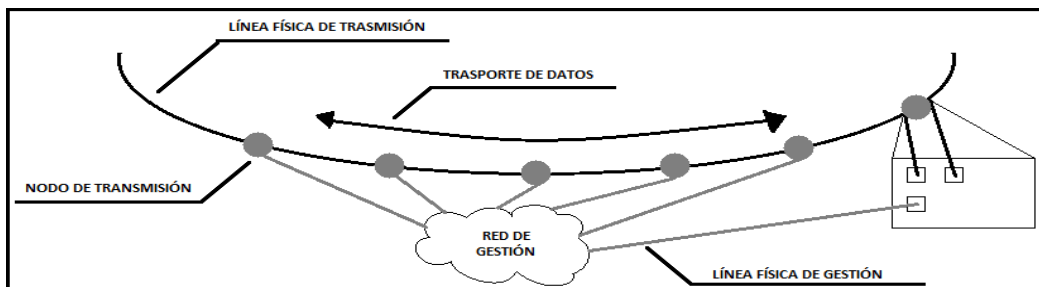 LÍNEA FÍSICA DE TRASMISIÓN
TRASPORTE DE DATOS
NODO DE TRANSMISIÓN
RED DE
GESTIÓN
LÍNEA FÍSICA DE GESTIÓN